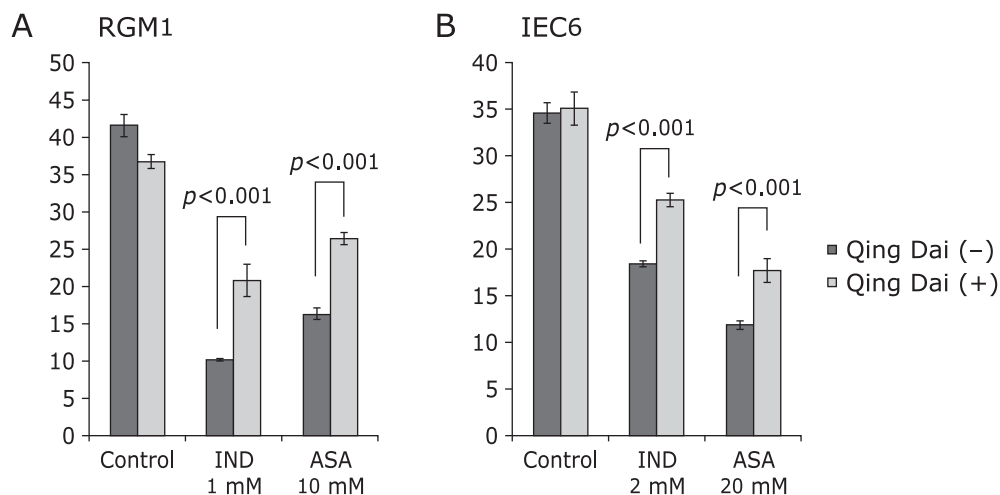 A RGM1
50
45
40
35
30
25
20
15
10
5
0
p<0.001
p<0.001
Control IND ASA
1 mM 10 mM
B IEC6
40
35
30
25
20
15
10
5
0
p<0.001
p<0.001
Control IND ASA
2 mM 20 mM
Qing Dai (–)
Qing Dai (+)